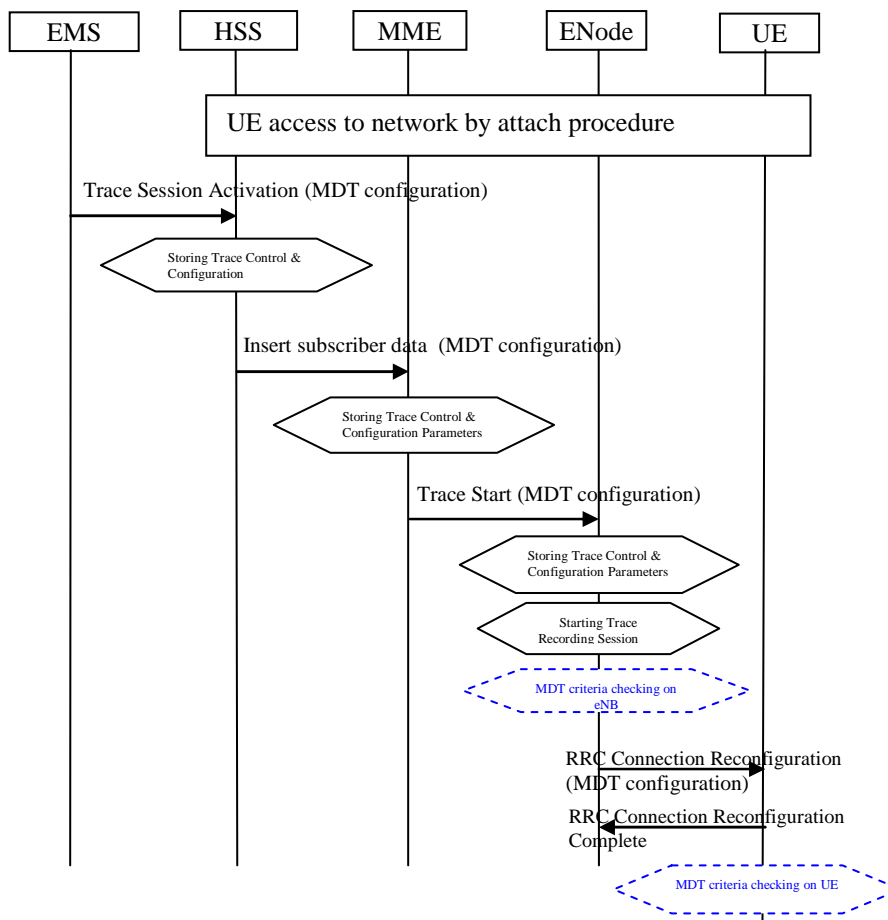 EMS HSS MME ENode UE
UE access to network by attach procedure
Trace Session Activation (MDT configuration)
Storing Trace Control &
Configuration
Insert subscriber data (MDT configuration)
Storing Trace Control &
Configuration Parameters
Trace Start (MDT configuration)
Storing Trace Control &
Configuration Parameters
Starting Trace
Recording Session
MDT criteria checking on
eNB
RRC Connection Reconfiguration
(MDT configuration)
RRC Connection Reconfiguration
Complete
MDT criteria checking on UE